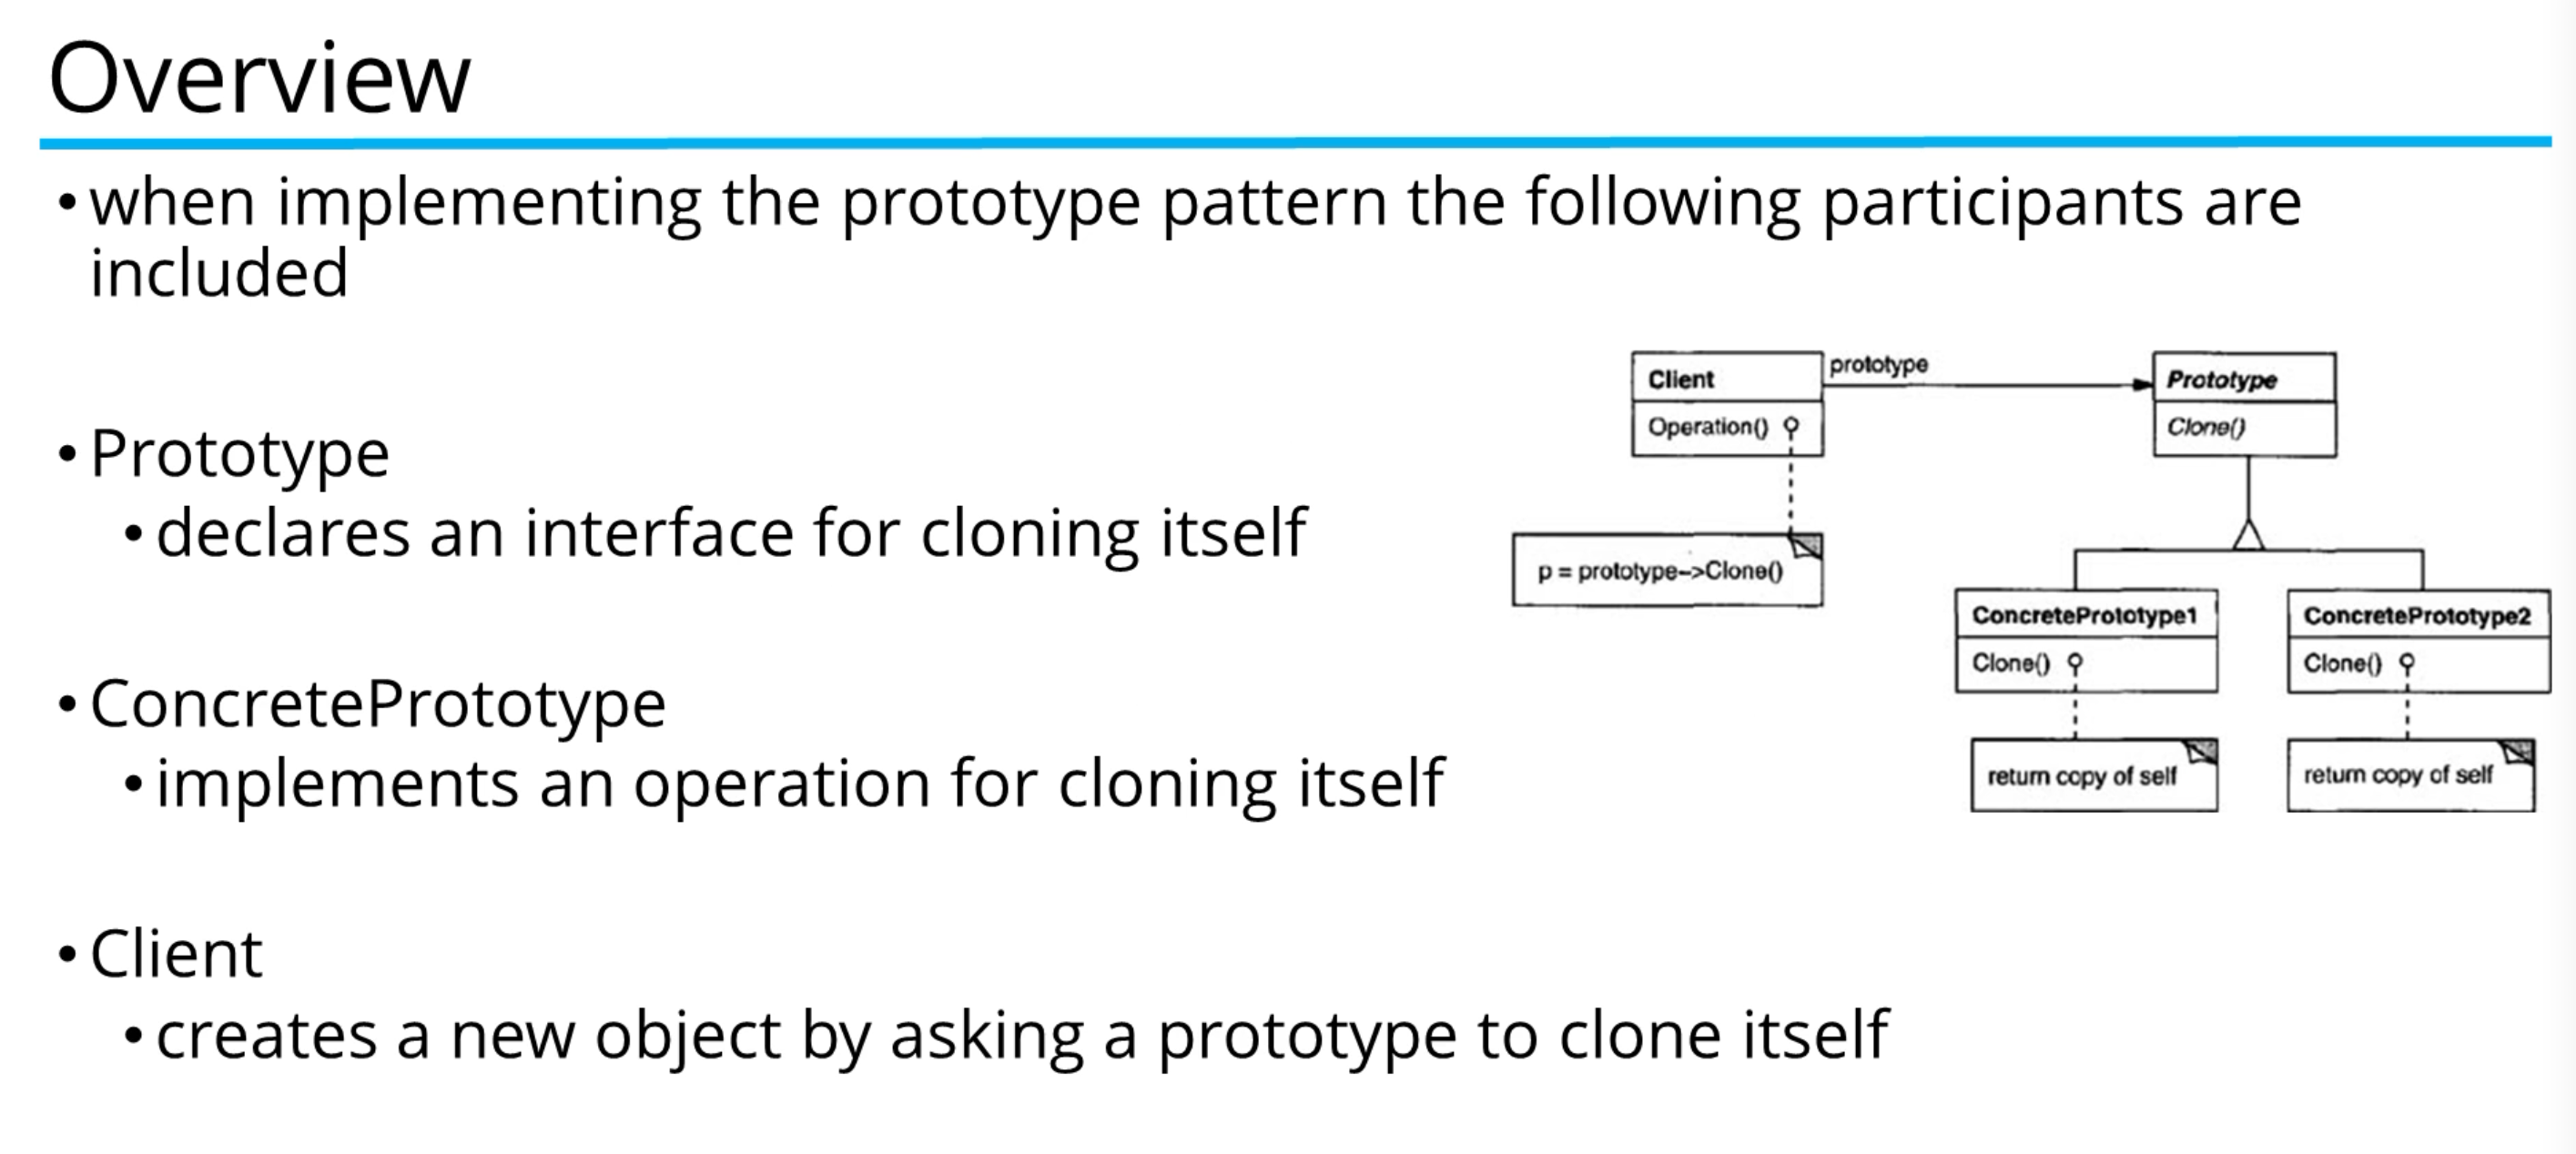 Overview
• when implementing the prototype pattern the following participants are
included
• Prototype
• declares an interface for cloning itself
• ConcretePrototype
• implements an operation for cloning itself
• Client
• creates a new object by asking a prototype to clone itself
Client
Operation()
prototype
Prototype
Clone()
p = prototype->Clone()
ConcretePrototype1
Clone()
return copy of self
ConcretePrototype2
Clone()
return copy of self